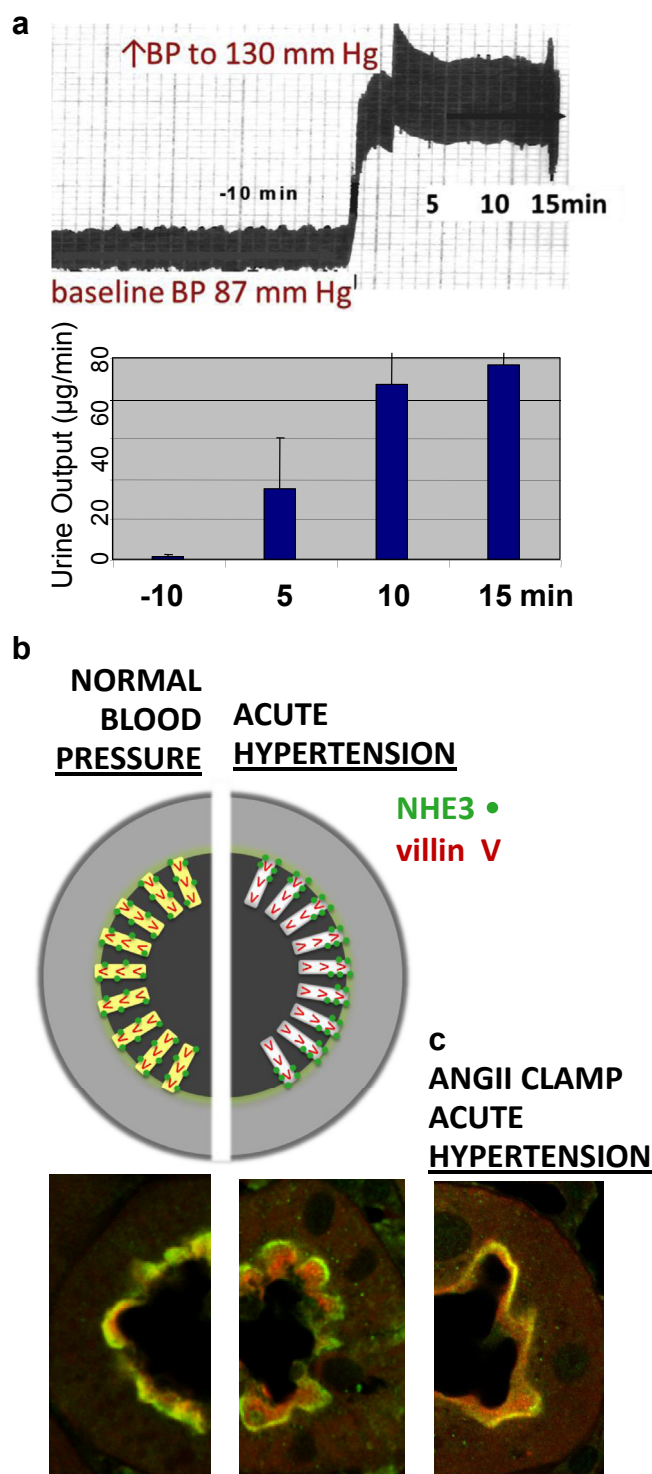 a
↑BP to 130 mm Hg
-10 min
5 10 15min
baseline BP 87 mm Hg
Urine Output (µg/min)
80
60
40
20
0
-10 5 10 15 min
b
NORMAL
BLOOD
PRESSURE
ACUTE
HYPERTENSION
NHE3 •
villin V
c
ANGII CLAMP
ACUTE
HYPERTENSION